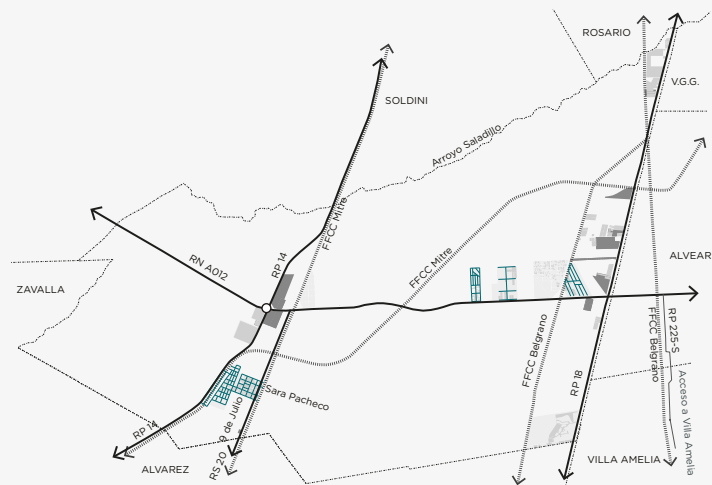 ROSARIO
V.G.G.
SOLDINI
Arroyo Saladillo
FFCC Mitre
RP 14
RN A012
FFCC Mitre
ALVEAR
ZAVALLA
FFCC Belgrano
FFCC Belgrano
RP 225-S
RP 18
Acceso a Villa Amelia
Sara Pacheco
9 de Julio
RP 14
RS 20
ALVAREZ
VILLA AMELIA